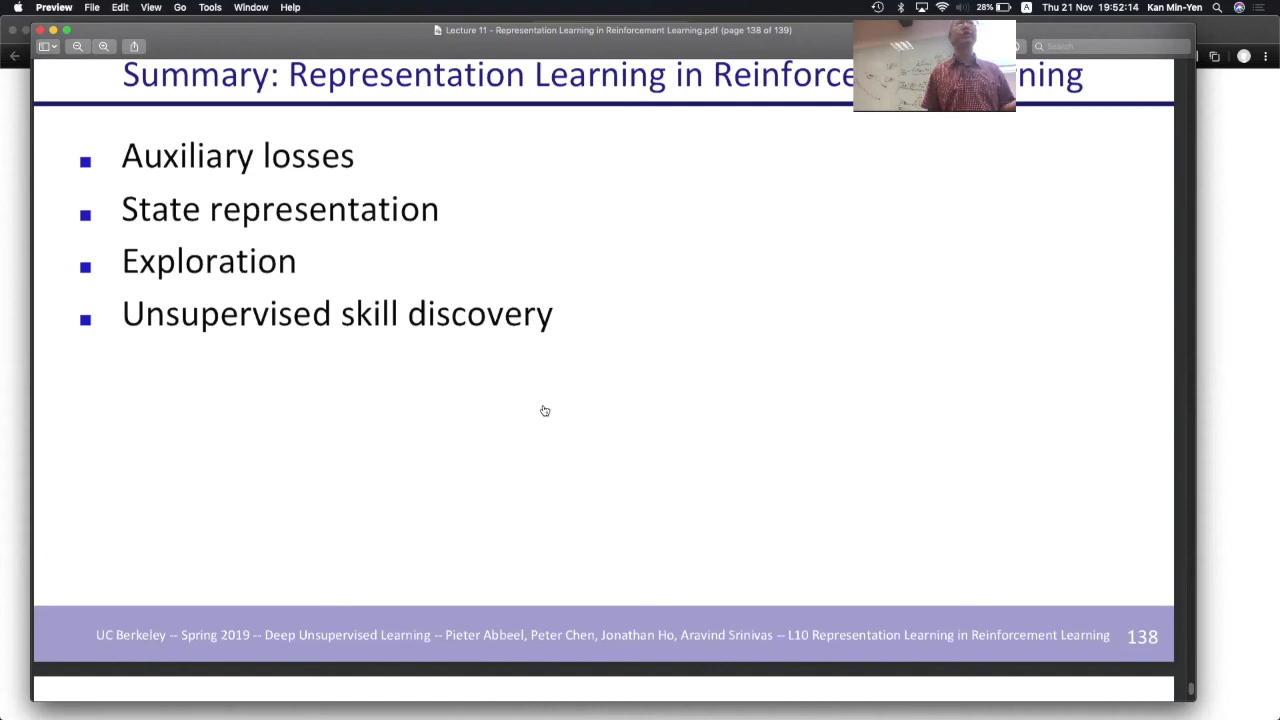 Preview File Edit View Go Tools Window Help 28% A Thu 21 Nov 19:52:14 Kan Min
Lecture 11 - Representation Learning in Reinforcement Learning.pdf (page 138 of 139)
Search
Summary: Representation Learning in Reinforce ning
Auxiliary losses
State representation
Exploration
Unsupervised skill discovery
UC Berkeley -- Spring 2019 -- Deep Unsupervised Learning -- Pieter Abbeel, Peter Chen, Jonathan Ho, Aravind Srinivas -- L10 Representation Learning in Reinforcement Learning 138